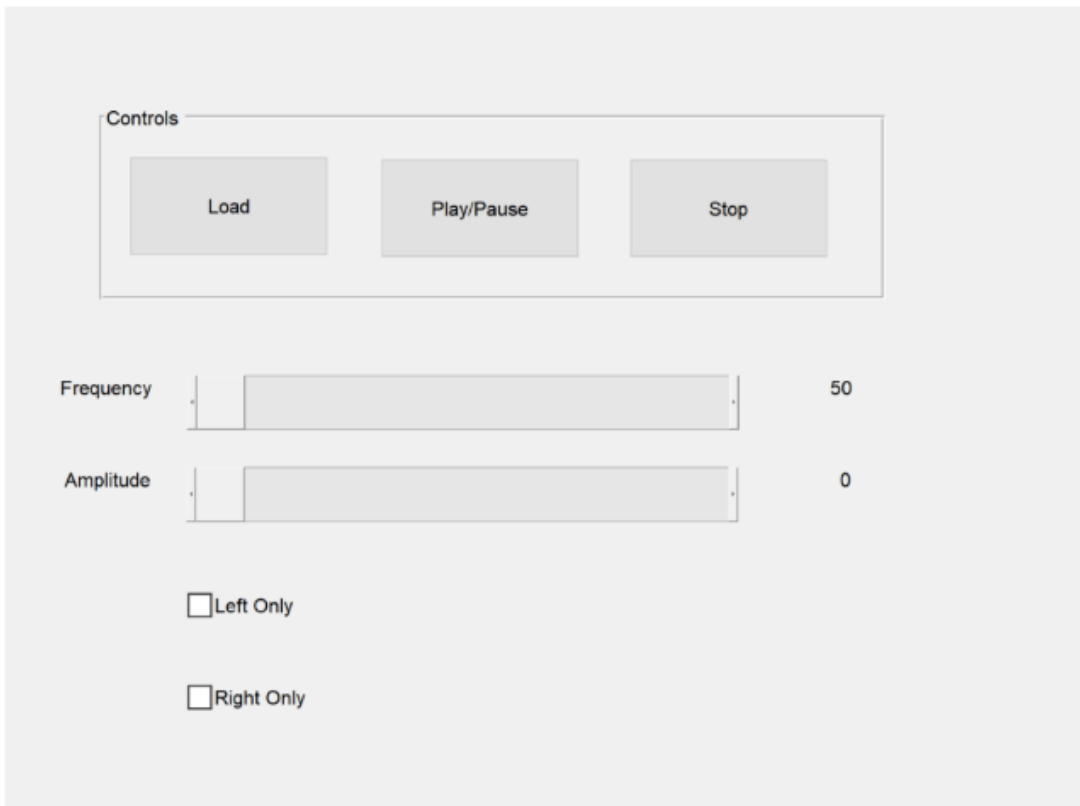 Controls
Load
Play/Pause
Stop
Frequency
50
Amplitude
0
Left Only
Right Only